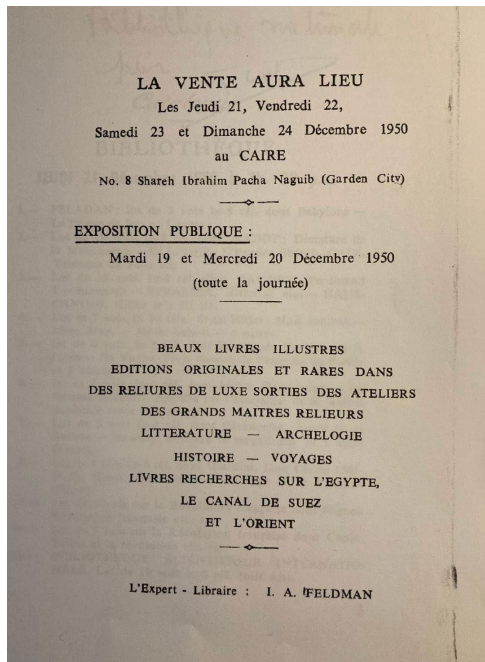 LA VENTE AURA LIEU
Les Jeudi 21, Vendredi 22,
Samedi 23 et Dimanche 24 Décembre 1950
au CAIRE
No. 8 Shareh Ibrahim Pacha Naguib (Garden City)
EXPOSITION PUBLIQUE :
Mardi 19 et Mercredi 20 Décembre 1950
(toute la journée)
BEAUX LIVRES ILLUSTRES
EDITIONS ORIGINALES ET RARES DANS
DES RELIURES DE LUXE SORTIES DES ATELIERS
DES GRANDS MAITRES RELIEURS
LITTERATURE — ARCHELOGIE
HISTOIRE — VOYAGES
LIVRES RECHERCHES SUR L'EGYPTE,
LE CANAL DE SUEZ
ET L'ORIENT
L'Expert - Libraire : I. A. FELDMAN